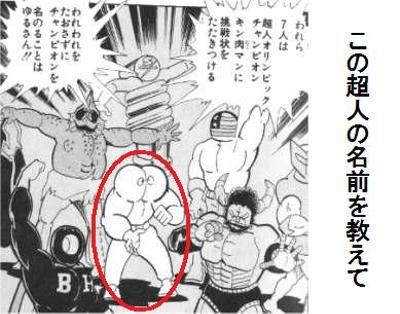 われら
7人は
超人オリンピック
チャンピオン
キン肉マンに
挑戦状を
たたきつける
われわれを
たおさずに
チャンピオンを
名のることは
ゆるさん!!
BH
この超人の名前を教えて